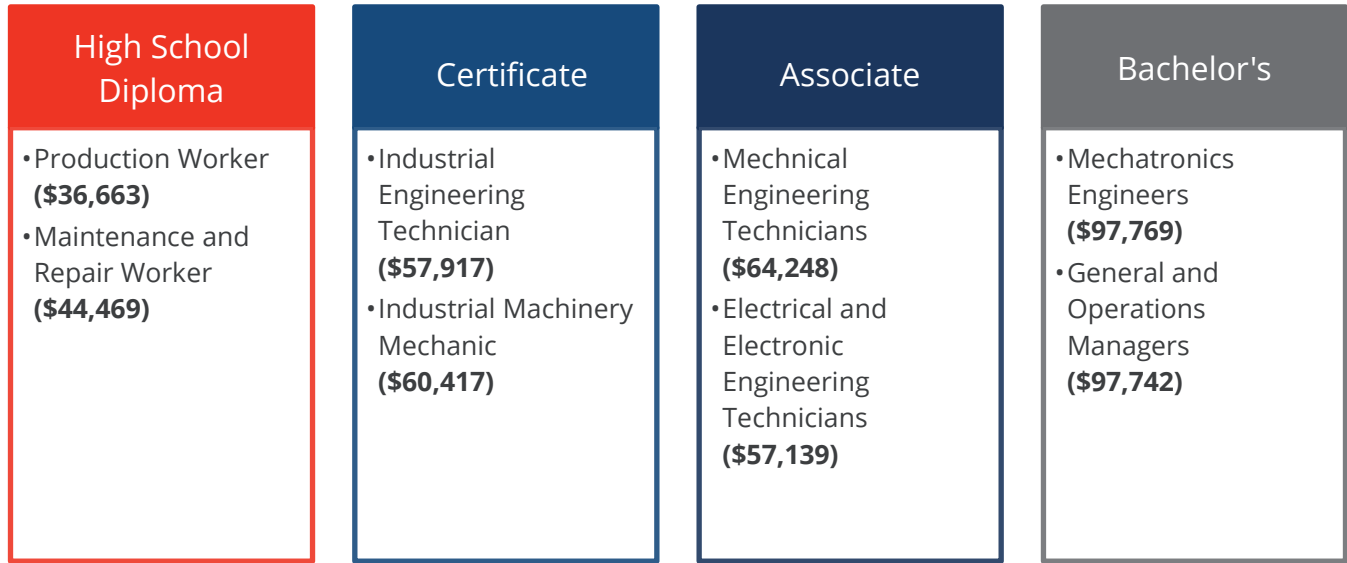 High School
Diploma
•Production Worker
($36,663)
•Maintenance and
Repair Worker
($44,469)
Certificate
•Industrial
Engineering
Technician
($57,917)
•Industrial Machinery
Mechanic
($60,417)
Associate
•Mechnical
Engineering
Technicians
($64,248)
•Electrical and
Electronic
Engineering
Technicians
($57,139)
Bachelor's
•Mechatronics
Engineers
($97,769)
•General and
Operations
Managers
($97,742)